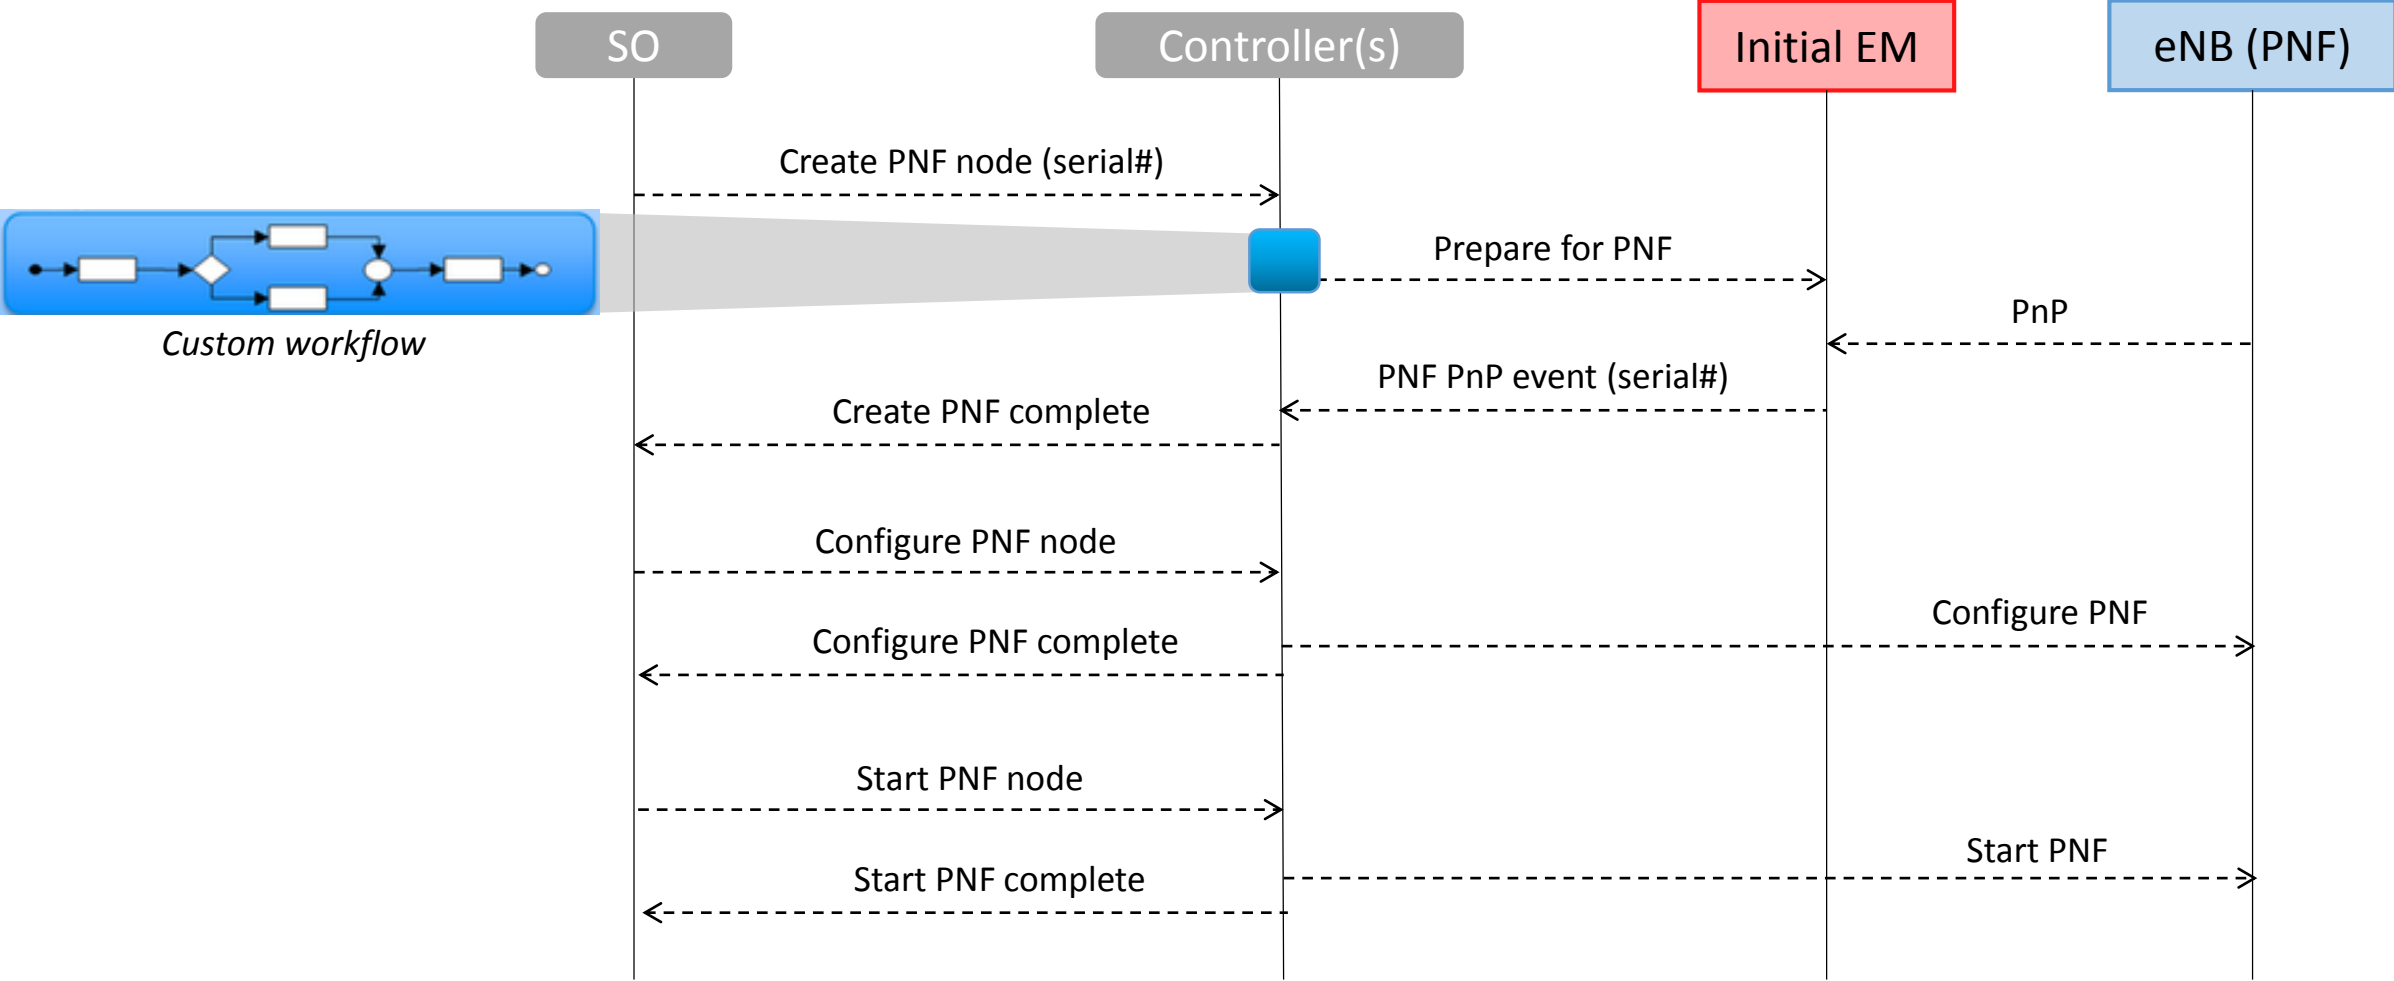 SO
Controller(s)
Initial EM
eNB (PNF)
Create PNF node (serial#)
Prepare for PNF
PnP
Custom workflow
PNF PnP event (serial#)
Create PNF complete
Configure PNF node
Configure PNF
Configure PNF complete
Start PNF node
Start PNF
Start PNF complete